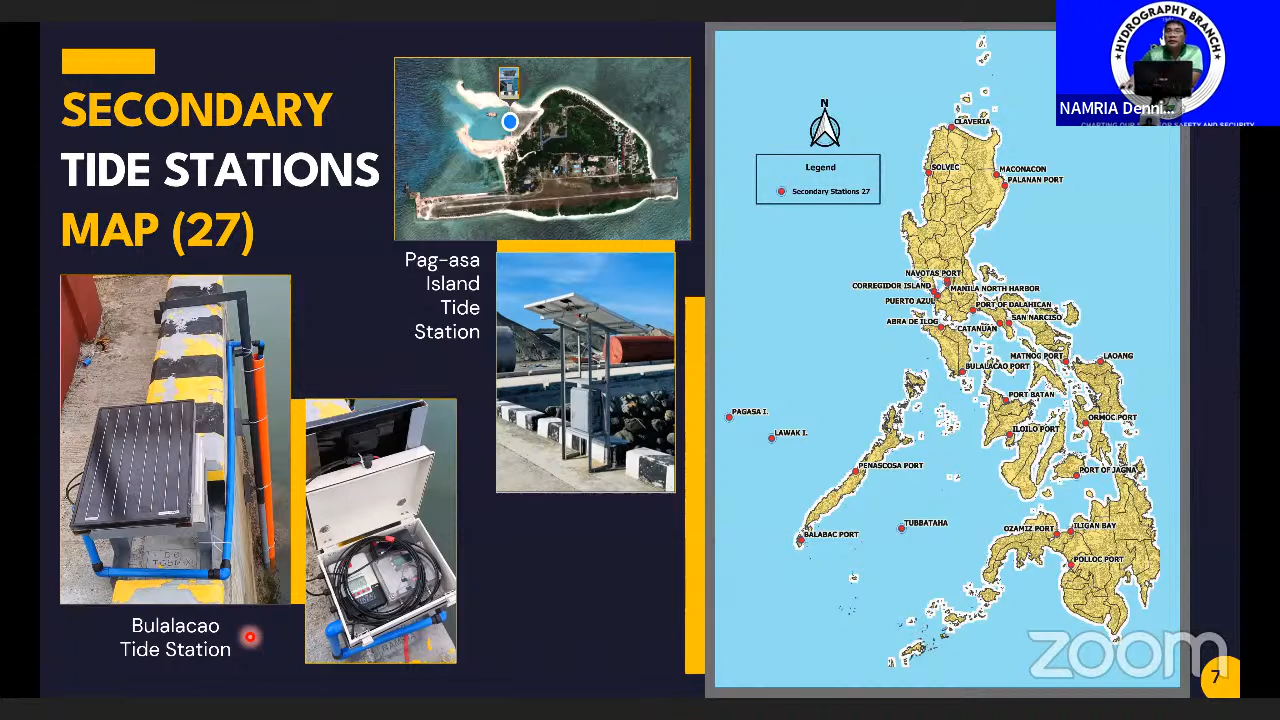 SECONDARY
TIDE STATIONS
MAP (27)
Pag-asa
Island
Tide
Station
Bulalacao
Tide Station
N
Legend
Secondary Stations 27
CLAVERIA
SOLVEC
MACONACON
PALANAN PORT
NAVOTAS PORT
CORREGIDOR ISLAND
MANILA NORTH HARBOR
PUERTO AZUL
PORT OF DALAHICAN
ABRA DE ILOG
SAN NARCISO
CATANUAN
MATNOG PORT
LAOANG
BULALACAO PORT
PORT BATAN
PAGASA I.
ORMOC PORT
LAWAK I.
ILOILO PORT
PENASCOSA PORT
PORT OF JAGNA
TUBBATAHA
OZAMIZ PORT
ILIGAN BAY
BALABAC PORT
POLLOC PORT
HYDROGRAPHY BRANCH
NAMRIA Denni...
zoom
7